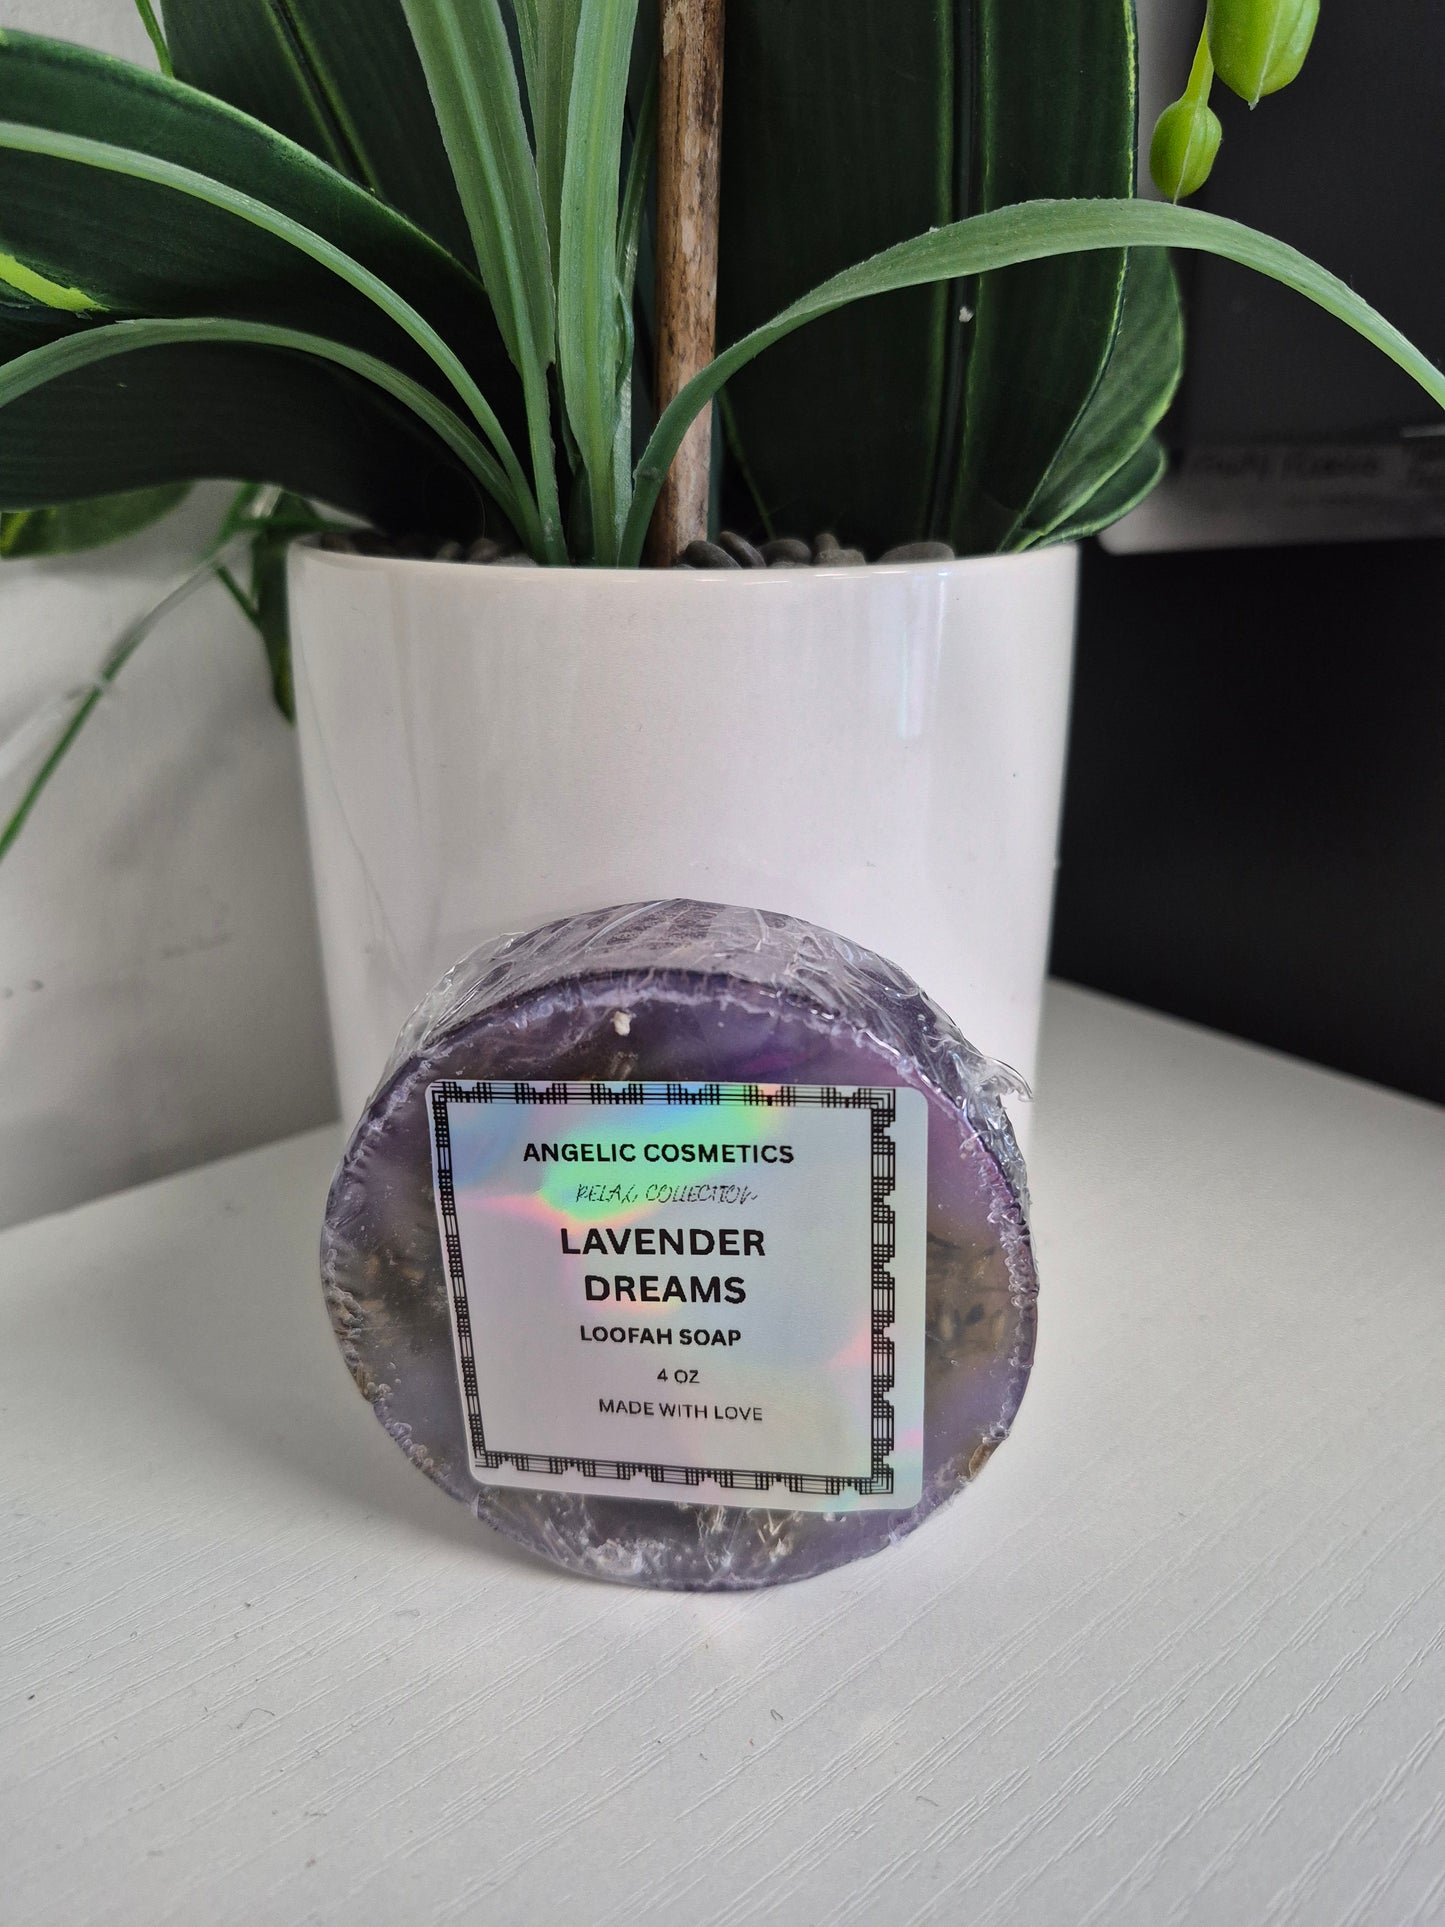 ANGELIC COSMETICS
RELAX COLLECTION
LAVENDER
DREAMS
LOOFAH SOAP
4 OZ
MADE WITH LOVE